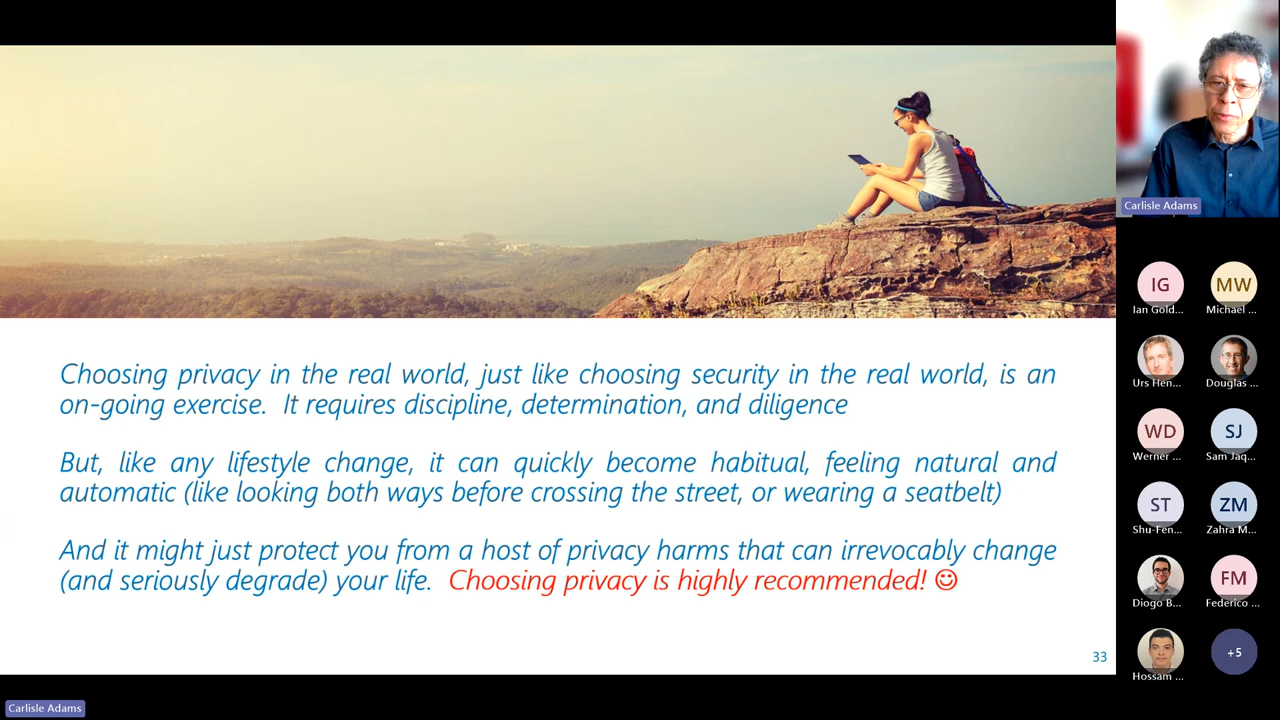 Choosing privacy in the real world, just like choosing security in the real world, is an
on-going exercise. It requires discipline, determination, and diligence
But, like any lifestyle change, it can quickly become habitual, feeling natural and
automatic (like looking both ways before crossing the street, or wearing a seatbelt)
And it might just protect you from a host of privacy harms that can irrevocably change
(and seriously degrade) your life. Choosing privacy is highly recommended! ☺
33
Carlisle Adams
Carlisle Adams
IG
MW
Ian Gold...
Michael ...
Urs Hen...
Douglas ...
WD
SJ
Werner ...
Sam Jaq...
ST
ZM
Shu-Fen...
Zahra M...
FM
Diogo B...
Federico ...
Hossam ...
+5